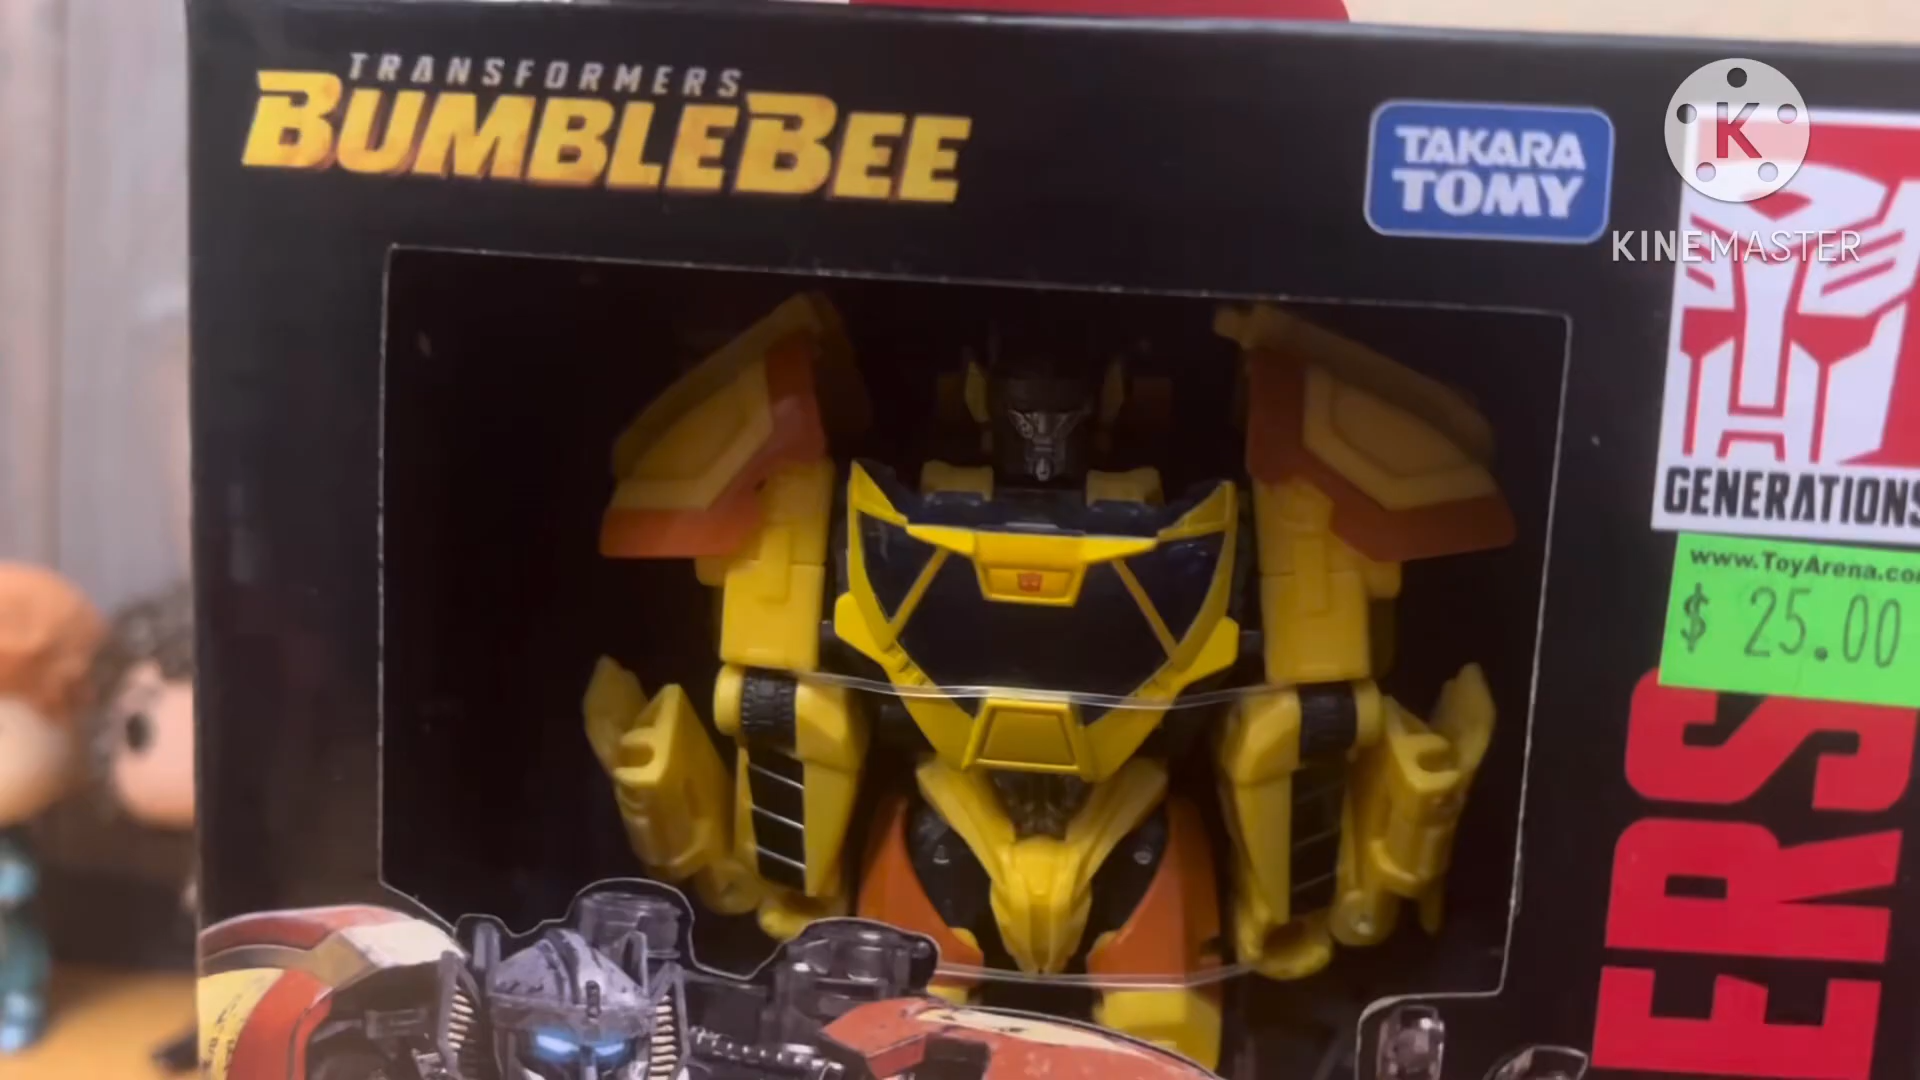 TRANSFORMERS
BUMBLEBEE
TAKARA
TOMY
K
KINEMASTER
GENERATIONS
www.ToyArena.co
$ 25.00
ERS